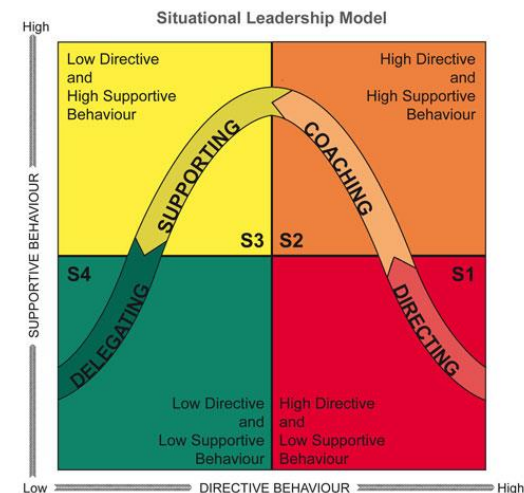 Situational Leadership Model
High
Low Directive
and
High Supportive
Behaviour
High Directive
and
High Supportive
Behaviour
SUPPORTING
COACHING
S3
S2
SUPPORTIVE BEHAVIOUR
S4
S1
DELEGATING
DIRECTING
Low Directive
and
Low Supportive
Behaviour
High Directive
and
Low Supportive
Behaviour
Low
DIRECTIVE BEHAVIOUR
High